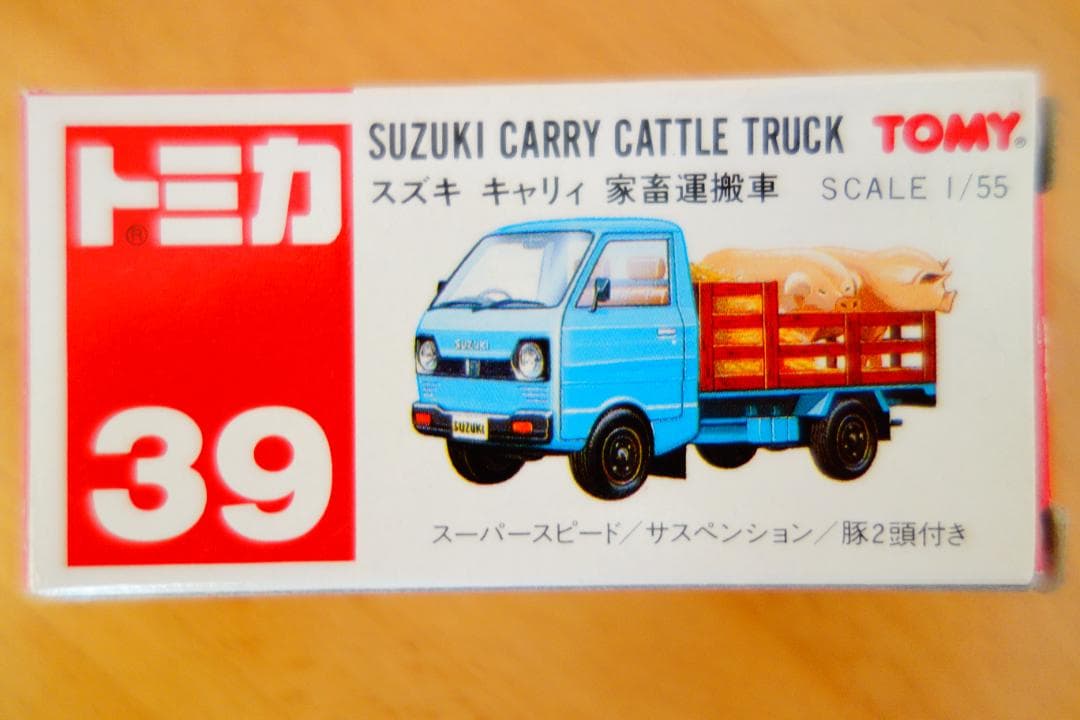 トミカ®
39
SUZUKI CARRY CATTLE TRUCK TOMY®
スズキ キャリィ 家畜運搬車 SCALE 1/55
SUZUKI
SUZUKI
スーパースピード/サスペンション/豚2頭付き